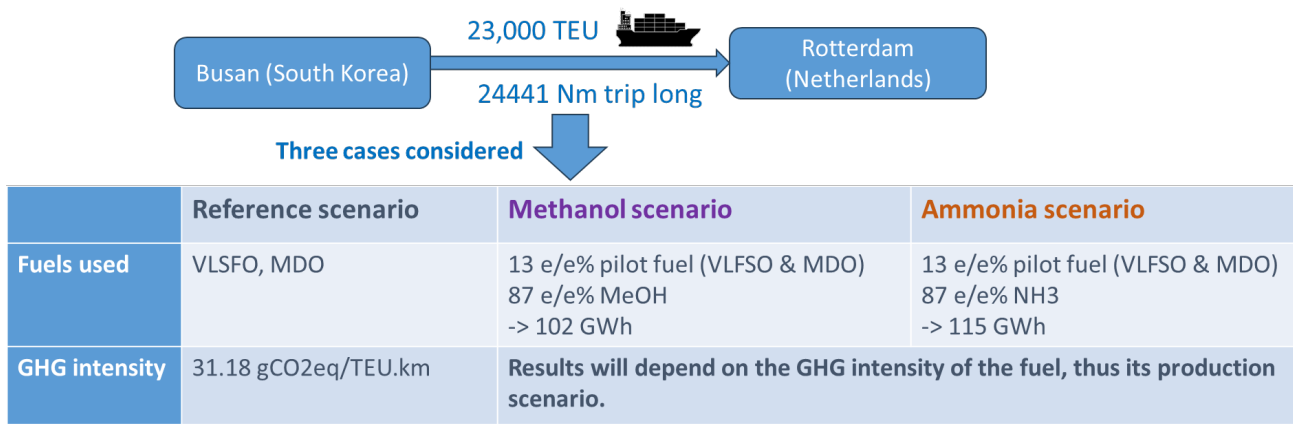 23,000 TEU
Busan (South Korea)
Rotterdam
(Netherlands)
24441 Nm trip long
Three cases considered
Reference scenario
Methanol scenario
Ammonia scenario
Fuels used
VLSFO, MDO
13 e/e% pilot fuel (VLFSO & MDO)
87 e/e% MeOH
-> 102 GWh
13 e/e% pilot fuel (VLFSO & MDO)
87 e/e% NH3
-> 115 GWh
GHG intensity
31.18 gCO2eq/TEU.km
Results will depend on the GHG intensity of the fuel, thus its production
scenario.